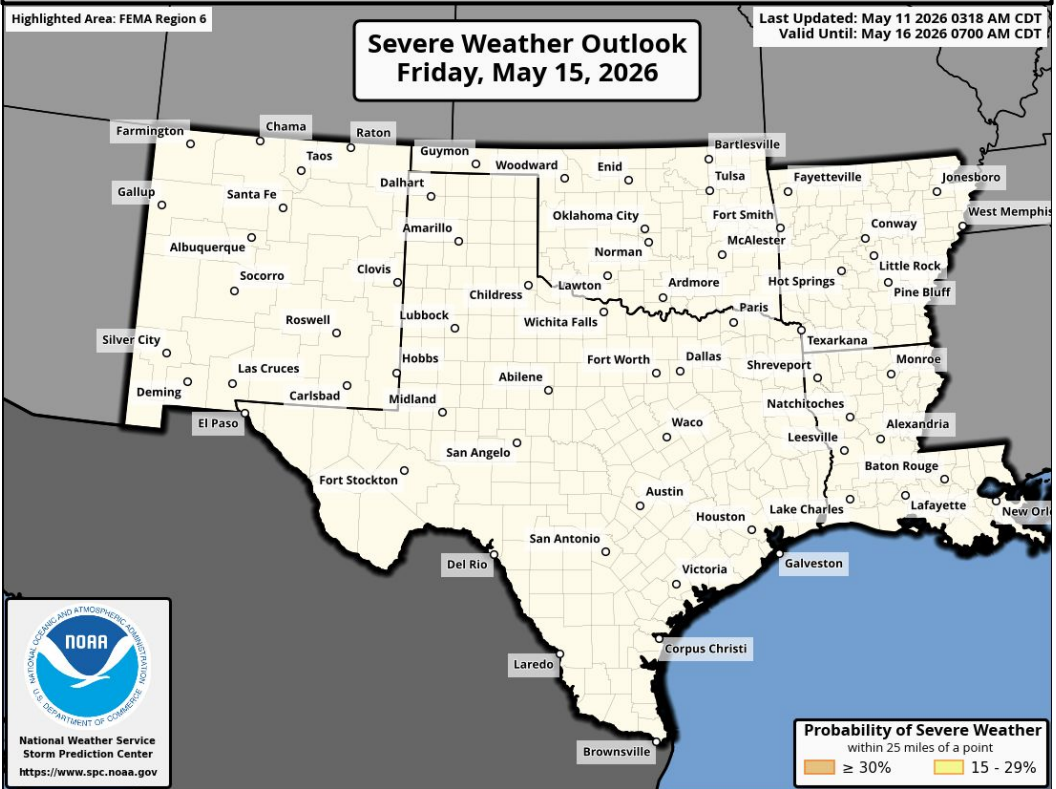 Highlighted Area: FEMA Region 6
Last Updated: May 11 2026 0318 AM CDT
Valid Until: May 16 2026 0700 AM CDT
Severe Weather Outlook
Friday, May 15, 2026
Farmington
Chama
Raton
Taos
Guymon
Woodward
Enid
Bartlesville
Tulsa
Fayetteville
Jonesboro
Gallup
Santa Fe
Dalhart
Oklahoma City
Fort Smith
West Memphis
Albuquerque
Amarillo
Norman
McAlester
Conway
Socorro
Clovis
Childress
Lawton
Ardmore
Hot Springs
Little Rock
Pine Bluff
Roswell
Lubbock
Wichita Falls
Paris
Texarkana
Silver City
Las Cruces
Hobbs
Abilene
Fort Worth
Dallas
Shreveport
Monroe
Deming
Carlsbad
Midland
Natchitoches
El Paso
San Angelo
Waco
Leesville
Alexandria
Fort Stockton
Austin
Houston
Lake Charles
Baton Rouge
Lafayette
New Orl
Del Rio
San Antonio
Victoria
Galveston
Laredo
Corpus Christi
Brownsville
NATIONAL OCEANIC AND ATMOSPHERIC ADMINISTRATION
NOAA
U.S. DEPARTMENT OF COMMERCE
National Weather Service
Storm Prediction Center
https://www.spc.noaa.gov
Probability of Severe Weather
within 25 miles of a point
≥ 30%
15 - 29%